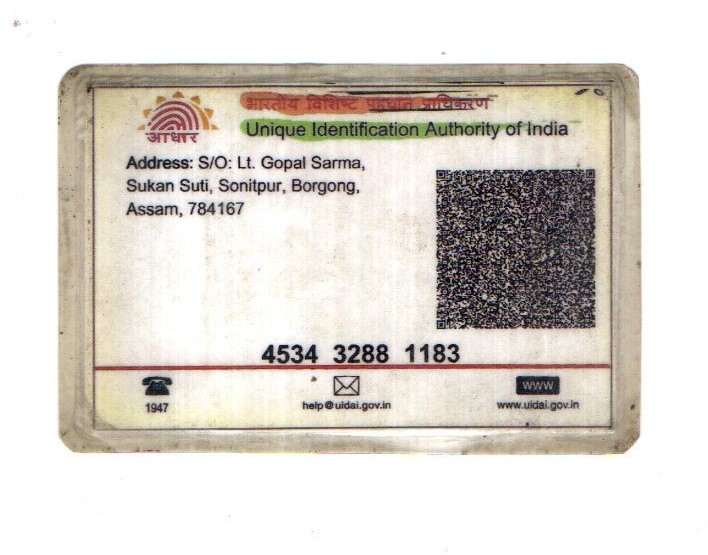 भारतीय विशिष्ट पहचान प्राधिकरण
आधार
Unique Identification Authority of India
Address: S/O: Lt. Gopal Sarma,
Sukan Suti, Sonitpur, Borgong,
Assam, 784167
4534 3288 1183
1947
help@uidai.gov.in
WWW
www.uidai.gov.in